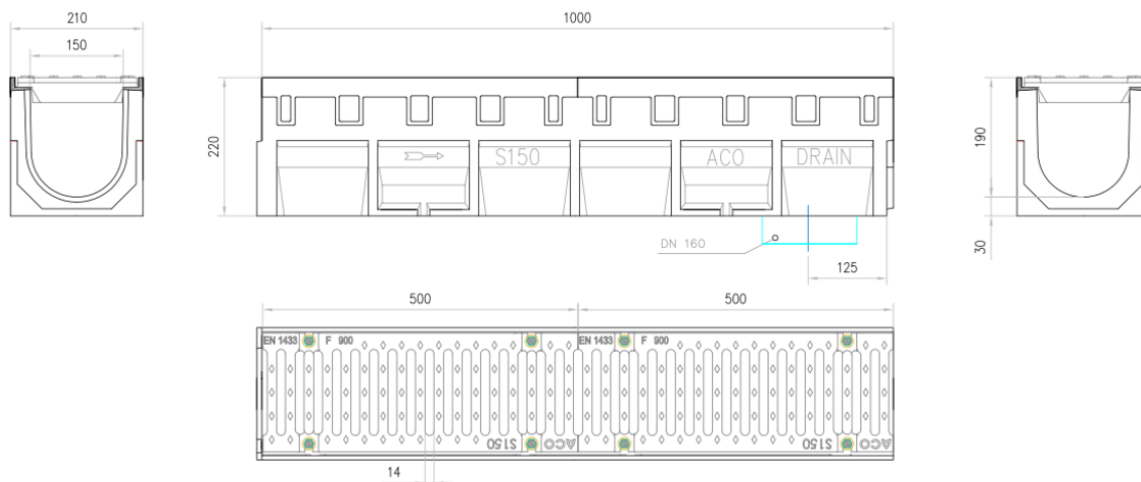 210
150
1000
220
S150
ACO
DRAIN
190
30
DN 160
125
500
500
EN 1433 F 900
EN 1433 F 900
S150 ACO
S150 ACO
14